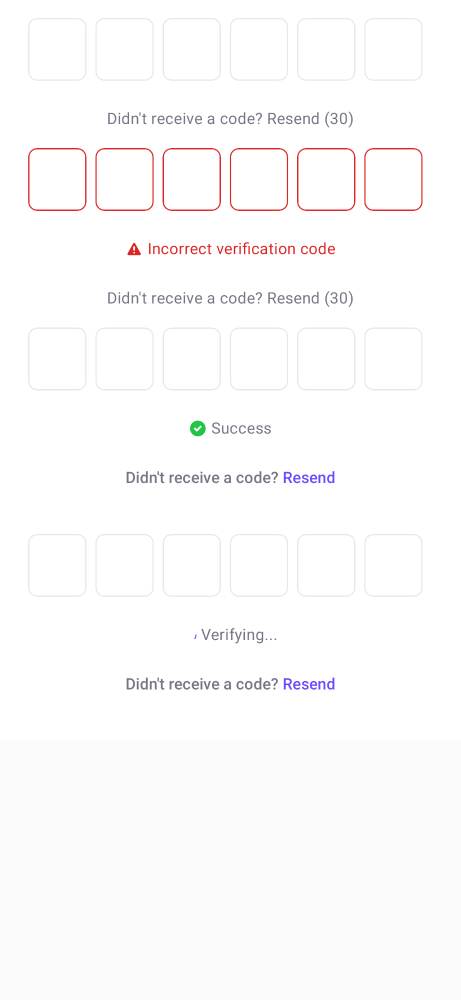 Didn't receive a code? Resend (30)
Incorrect verification code
Didn't receive a code? Resend (30)
Success
Didn't receive a code? Resend
Verifying...
Didn't receive a code? Resend